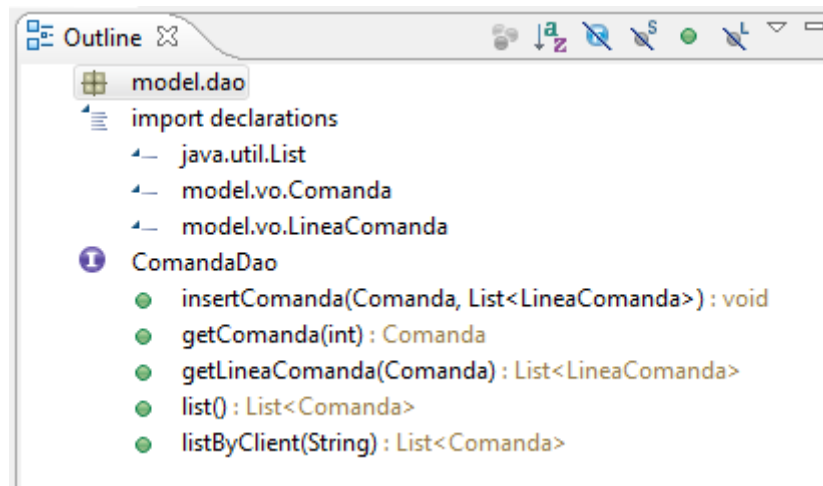 Outline
model.dao
import declarations
java.util.List
model.vo.Comanda
model.vo.LineaComanda
ComandaDao
insertComanda(Comanda, List<LineaComanda>) : void
getComanda(int) : Comanda
getLineaComanda(Comanda) : List<LineaComanda>
list() : List<Comanda>
listByClient(String) : List<Comanda>